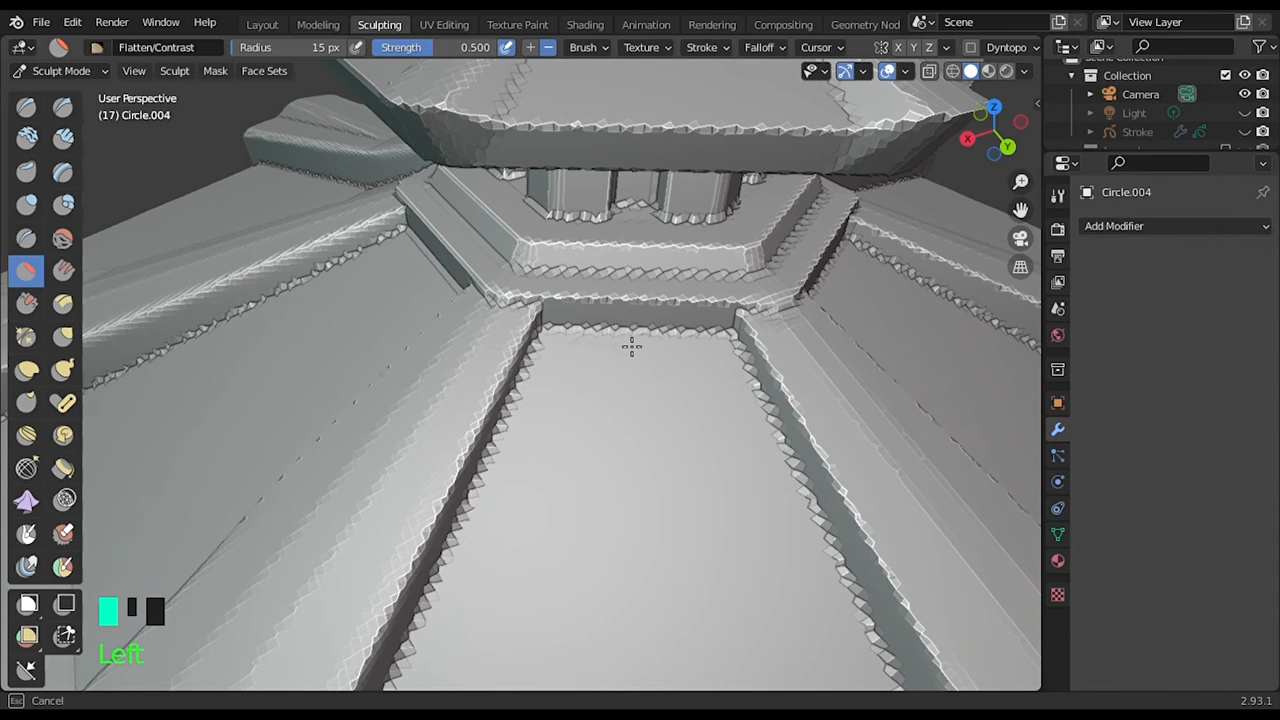 File Edit Render Window Help Layout Modeling Sculpting UV Editing Texture Paint Shading Animation Rendering Compositing Geometry Nod Scene View Layer
Flatten/Contrast Radius 15 px Strength 0.500 Brush Texture Stroke Falloff Cursor X Y Z Dyntopo
Sculpt Mode View Sculpt Mask Face Sets
Collection
Camera
Light
Stroke
User Perspective
(17) Circle.004
Z
X
Y
Circle.004
Add Modifier
Left
Esc Cancel 2.93.1